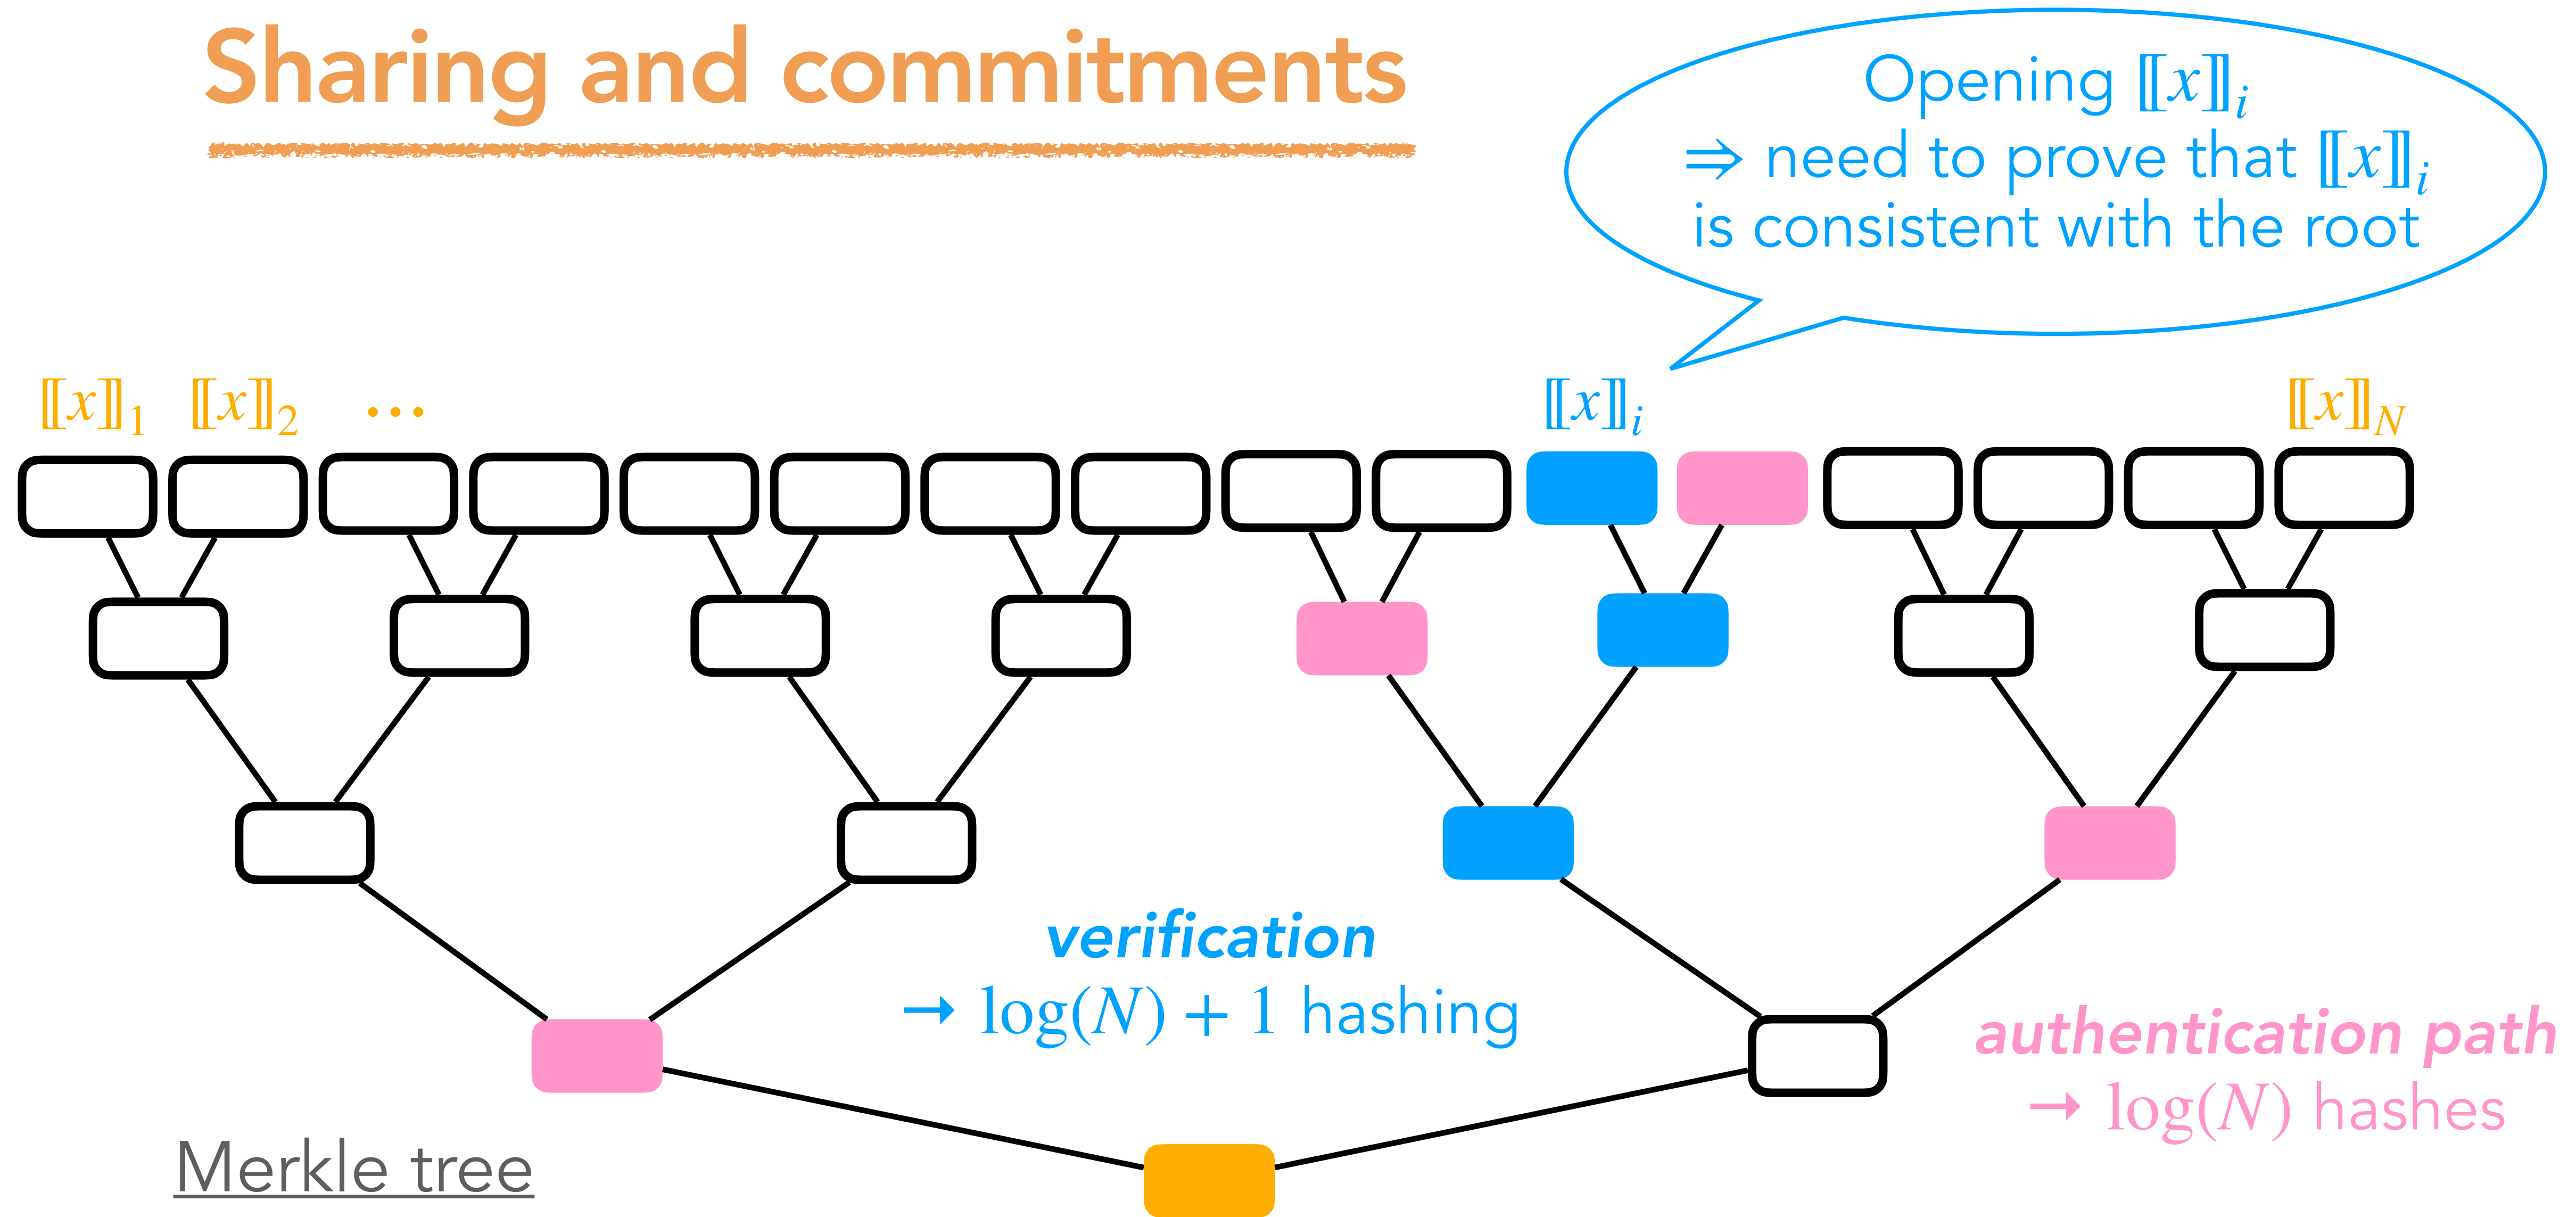 Sharing and commitments
Opening ⟦x⟧ᵢ
⇒ need to prove that ⟦x⟧ᵢ
is consistent with the root
⟦x⟧₁ ⟦x⟧₂ … ⟦x⟧ᵢ ⟦x⟧_N
verification
→ log(N) + 1 hashing
authentication path
→ log(N) hashes
Merkle tree